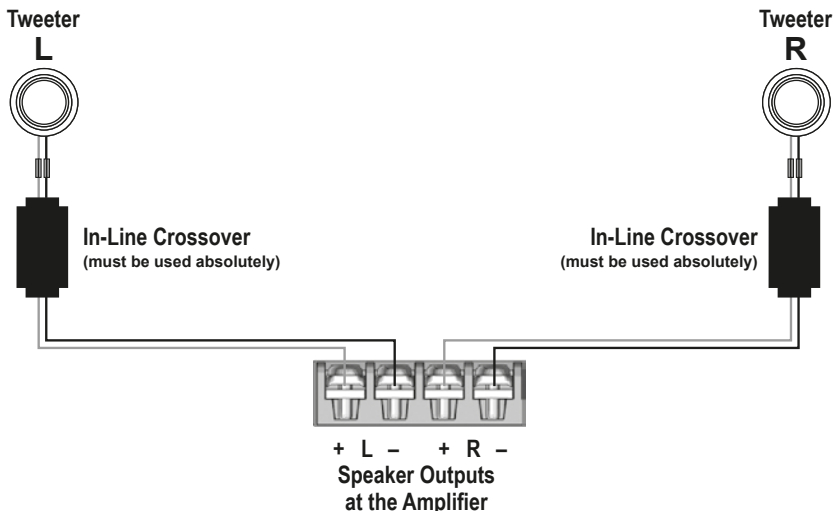 Tweeter
L
Tweeter
R
In-Line Crossover
(must be used absolutely)
In-Line Crossover
(must be used absolutely)
+ L – + R –
Speaker Outputs
at the Amplifier